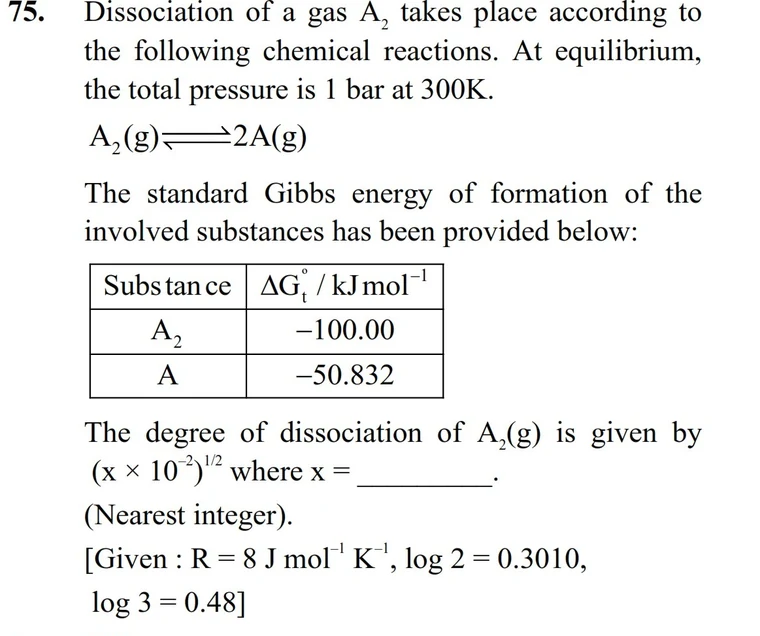 75. Dissociation of a gas A₂ takes place according to
the following chemical reactions. At equilibrium,
the total pressure is 1 bar at 300K.
A₂(g)⇌2A(g)
The standard Gibbs energy of formation of the
involved substances has been provided below:
Substance ΔG°ₜ / kJ mol⁻¹
A₂ −100.00
A −50.832
The degree of dissociation of A₂(g) is given by
(x × 10⁻²)¹/² where x = __________.
(Nearest integer).
[Given : R = 8 J mol⁻¹ K⁻¹, log 2 = 0.3010,
log 3 = 0.48]